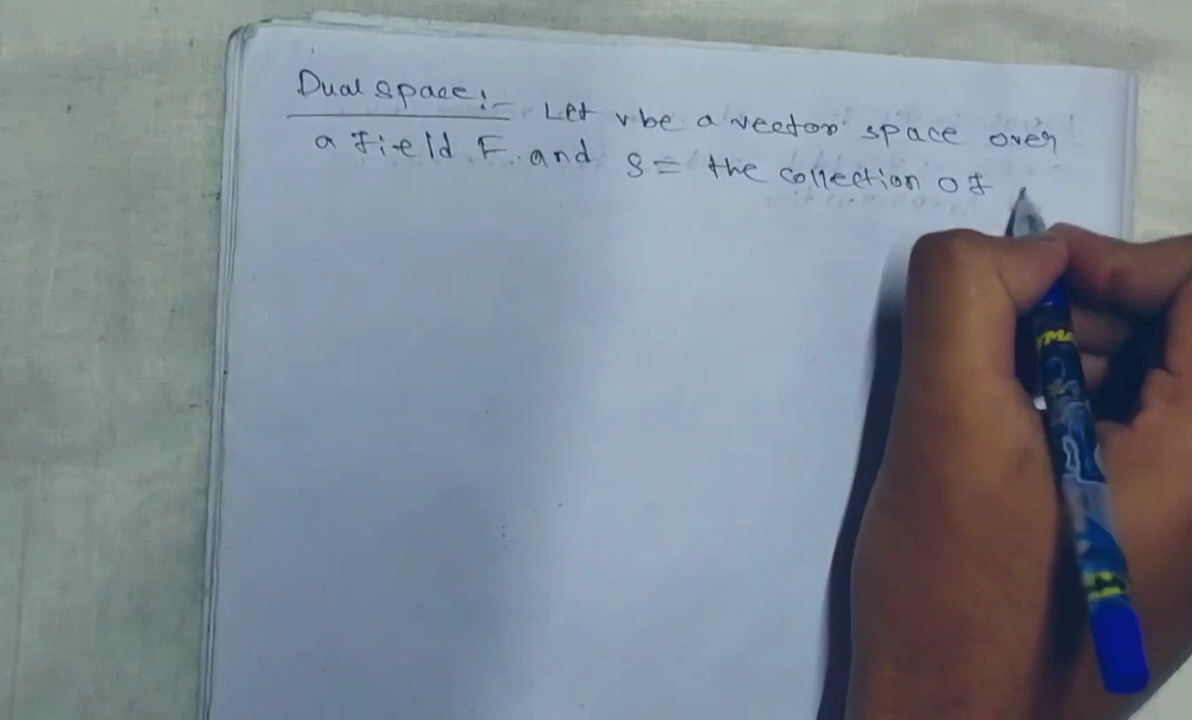 Dual space:- Let v be a vector space over
a field F. and S = the collection of